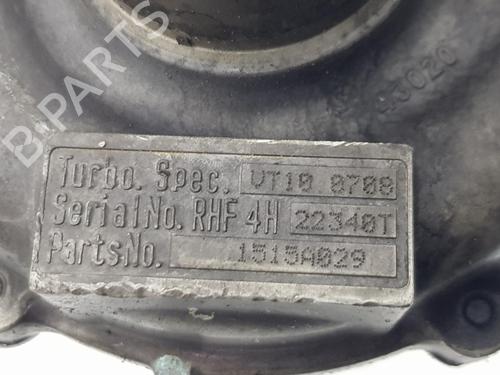 Turbo. Spec. VT10.0708
Serial No. RHF 4H 22340T
Parts No. 1515A029
B-PARTS